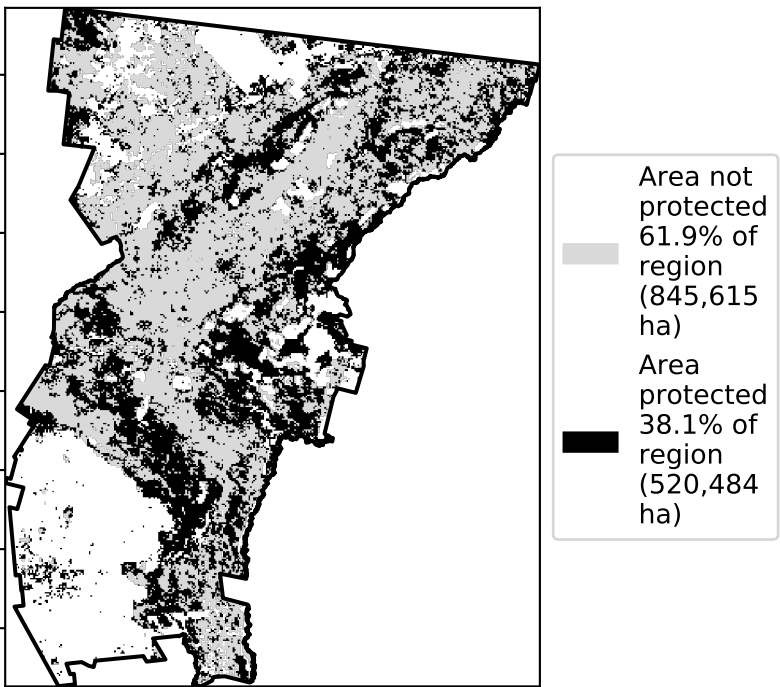 Area not
protected
61.9% of
region
(845,615
ha)
Area
protected
38.1% of
region
(520,484
ha)